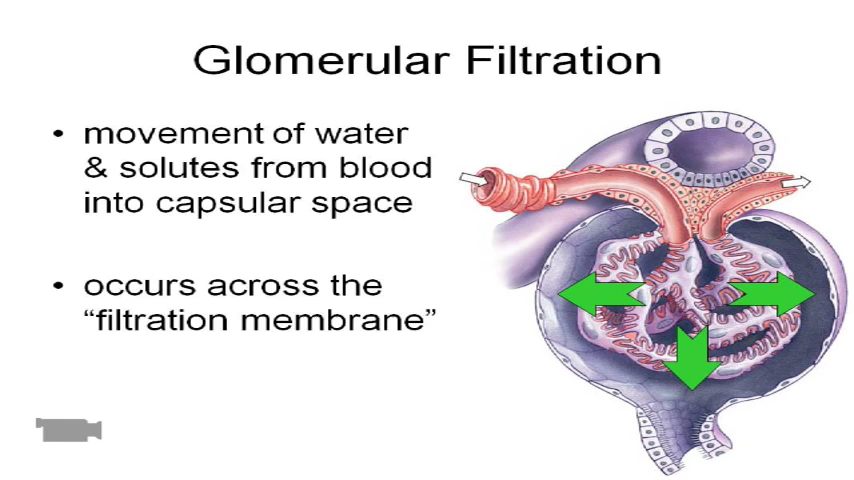 Glomerular Filtration
• movement of water
& solutes from blood
into capsular space
• occurs across the
“filtration membrane”